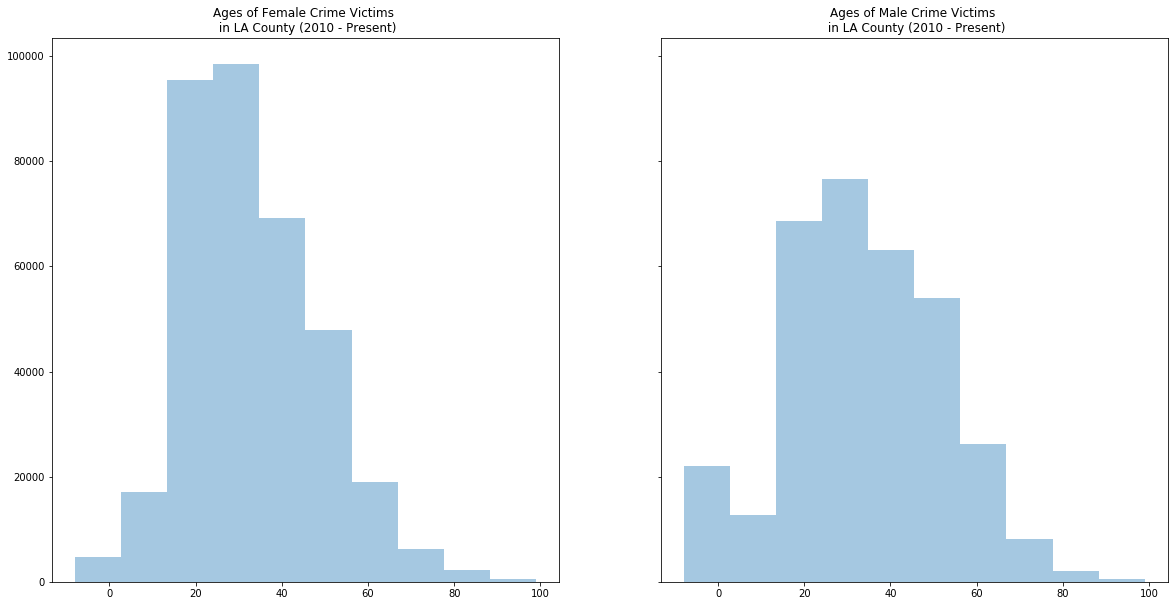 Ages of Female Crime Victims
in LA County (2010 - Present)
100000
80000
60000
40000
20000
0
0 20 40 60 80 100
Ages of Male Crime Victims
in LA County (2010 - Present)
0 20 40 60 80 100